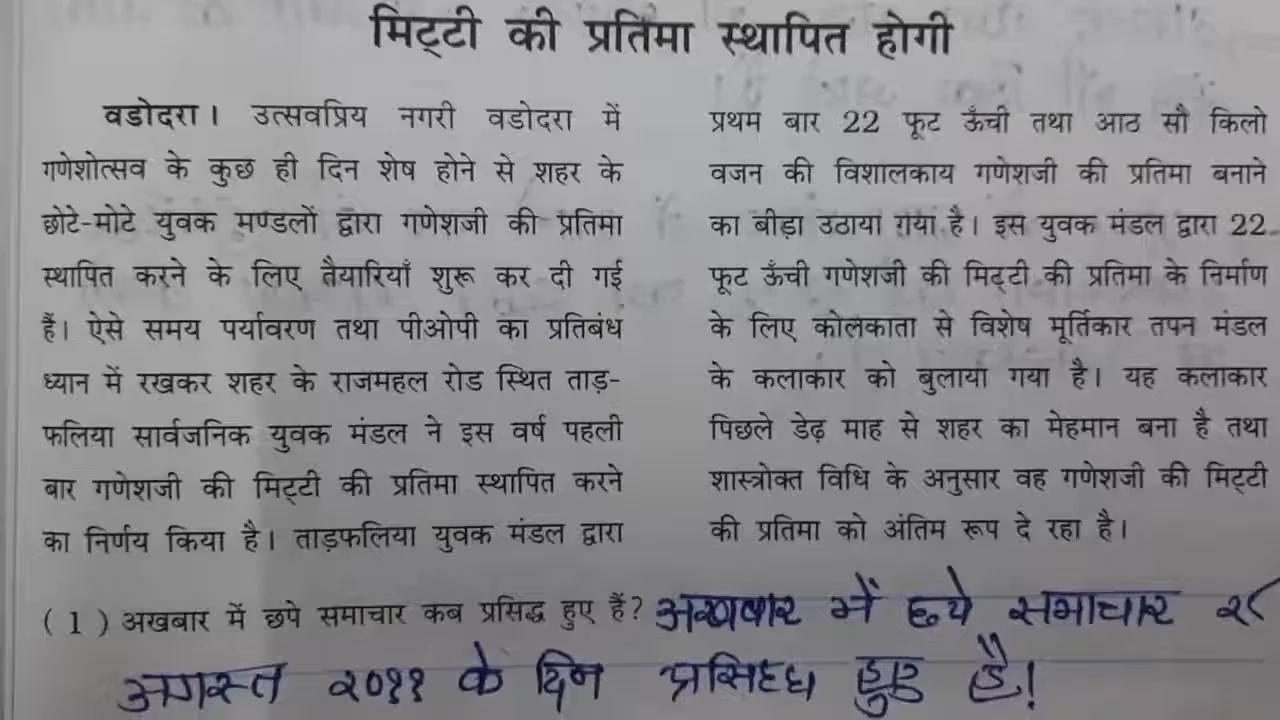 मिट्टी की प्रतिमा स्थापित होगी
वडोदरा। उत्सवप्रिय नगरी वडोदरा में
गणेशोत्सव के कुछ ही दिन शेष होने से शहर के
छोटे-मोटे युवक मण्डलों द्वारा गणेशजी की प्रतिमा
स्थापित करने के लिए तैयारियाँ शुरू कर दी गई
हैं। ऐसे समय पर्यावरण तथा पीओपी का प्रतिबंध
ध्यान में रखकर शहर के राजमहल रोड स्थित ताड़-
फलिया सार्वजनिक युवक मंडल ने इस वर्ष पहली
बार गणेशजी की मिट्टी की प्रतिमा स्थापित करने
का निर्णय किया है। ताड़फलिया युवक मंडल द्वारा
प्रथम बार 22 फूट ऊँची तथा आठ सौ किलो
वजन की विशालकाय गणेशजी की प्रतिमा बनाने
का बीड़ा उठाया गया है। इस युवक मंडल द्वारा 22
फूट ऊँची गणेशजी की मिट्टी की प्रतिमा के निर्माण
के लिए कोलकाता से विशेष मूर्तिकार तपन मंडल
के कलाकार को बुलाया गया है। यह कलाकार
पिछले डेढ़ माह से शहर का मेहमान बना है तथा
शास्त्रोक्त विधि के अनुसार वह गणेशजी की मिट्टी
की प्रतिमा को अंतिम रूप दे रहा है।
( 1 ) अखबार में छपे समाचार कब प्रसिद्ध हुए हैं? अखबार में छपे समाचार
अगस्त २०११ के दिन प्रसिध्ध हुए है।